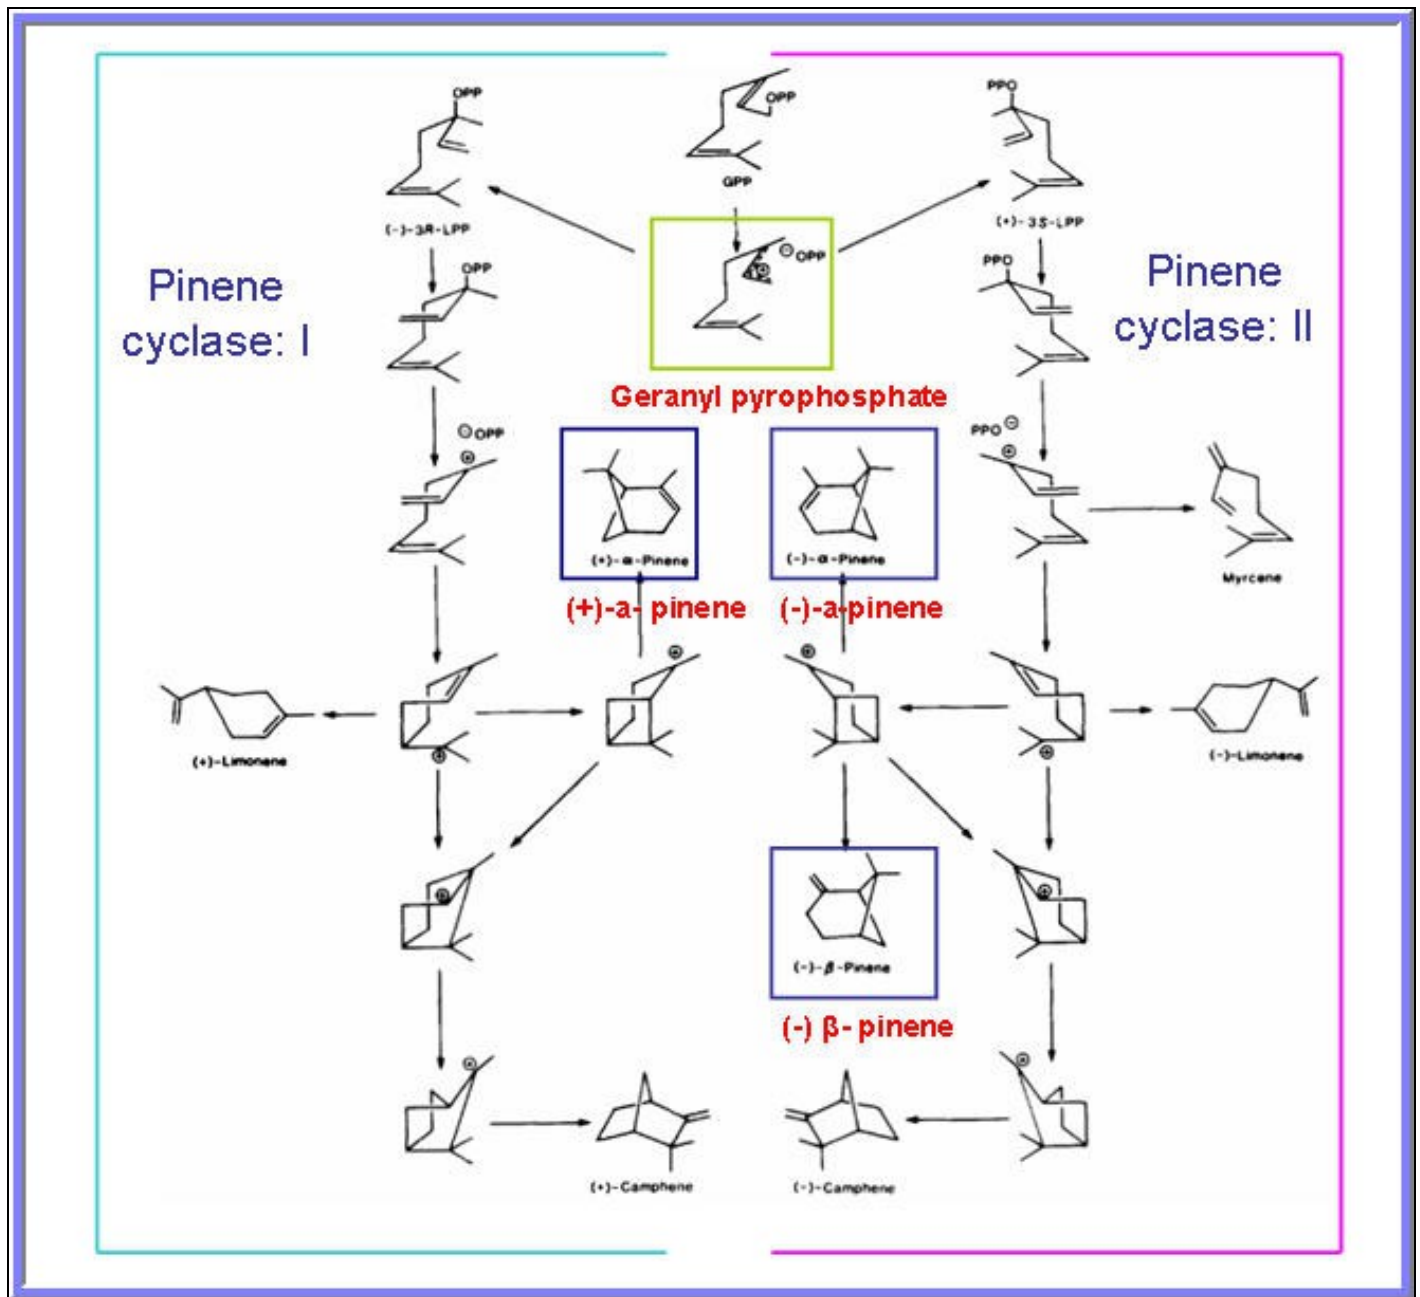 OPP
OPP
PPO
GPP
(-)-3R-LPP
(+)-3S-LPP
⊖OPP
⊕
OPP
PPO
Pinene
cyclase: I
Pinene
cyclase: II
Geranyl pyrophosphate
⊖OPP
⊕
PPO⊖
⊕
(+)-α-Pinene
(-)-α-Pinene
Myrcene
(+)-a- pinene
(-)-a-pinene
⊕
⊕
⊕
⊕
(+)-Limonene
(-)-Limonene
⊕
⊕
(-)-β-Pinene
(-) β- pinene
⊕
⊕
(+)-Camphene
(-)-Camphene